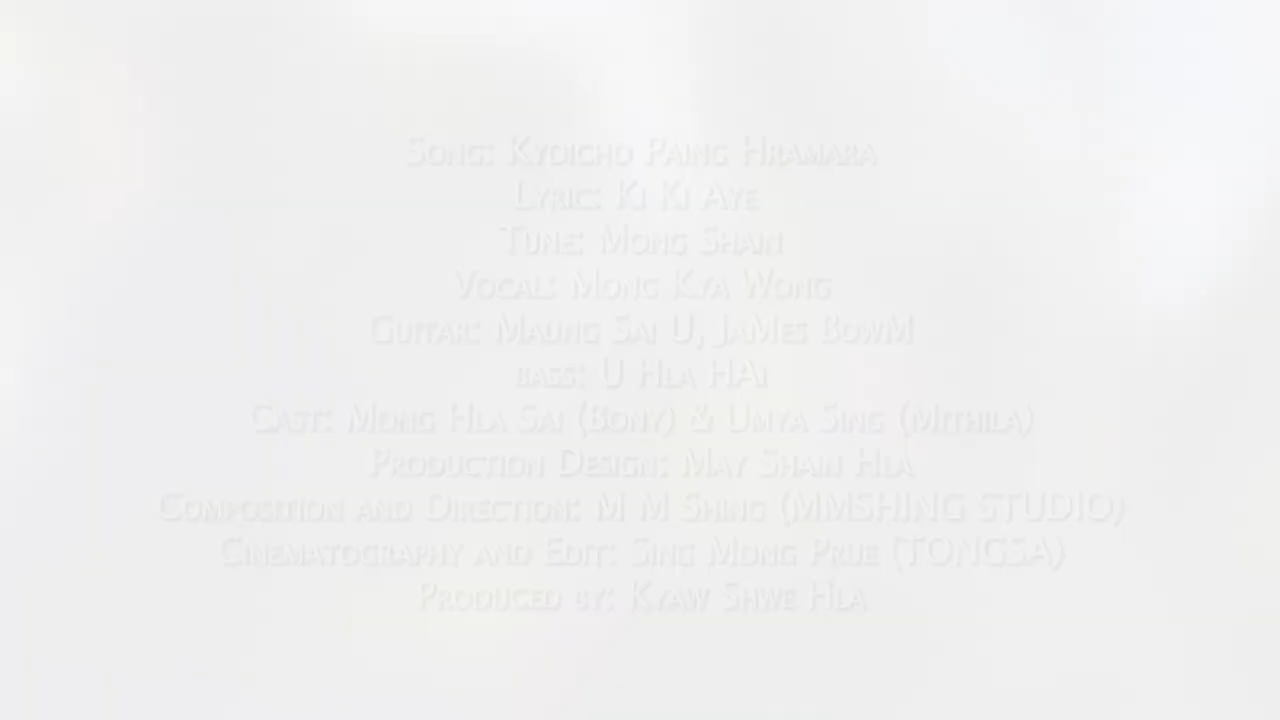 Song: Kyoicho Paing Hramara
Lyric: Ki Ki Aye
Tune: Mong Shain
Vocal: Mong Kya Wong
Guitar: Maung Sai U, JaMes BowM
bass: U Hla HAi
Cast: Mong Hla Sai (Bony) & Umya Sing (Mithila)
Production Design: May Shain Hla
Composition and Direction: M M Shing (MMSHING STUDIO)
Cinematography and Edit: Sing Mong Prue (TONGSA)
Produced by: Kyaw Shwe Hla